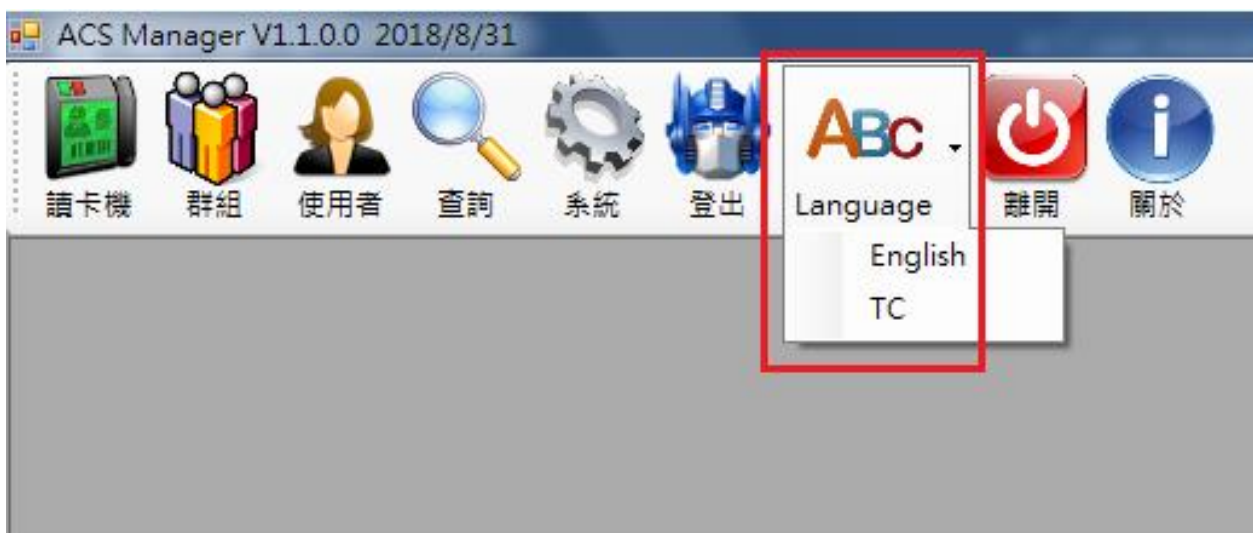 ACS Manager V1.1.0.0 2018/8/31
ABC
讀卡機 群組 使用者 查詢 系統 登出 Language 離開 關於
English
TC